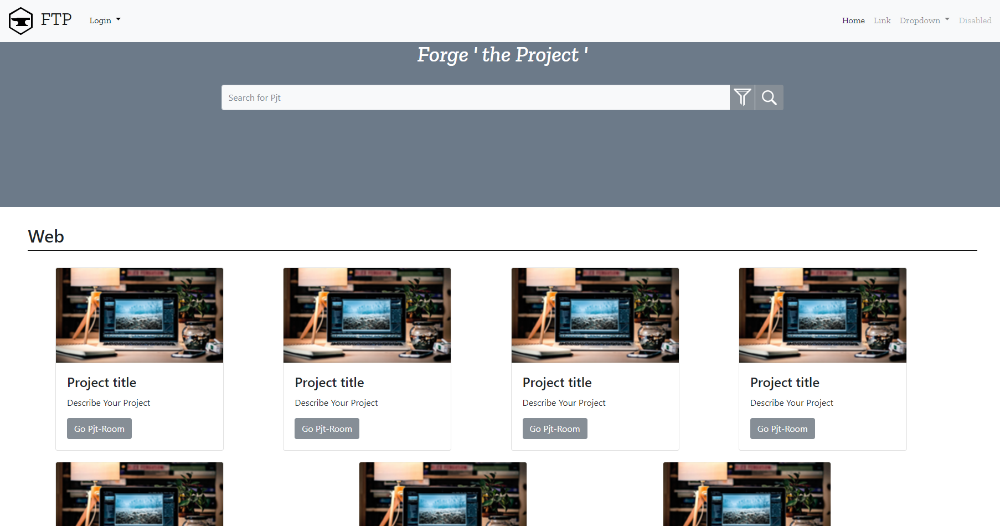 FTP Login Home Link Dropdown Disabled
Forge ' the Project '
Search for Pjt
Web
Project title Project title Project title Project title
Describe Your Project Describe Your Project Describe Your Project Describe Your Project
Go Pjt-Room Go Pjt-Room Go Pjt-Room Go Pjt-Room